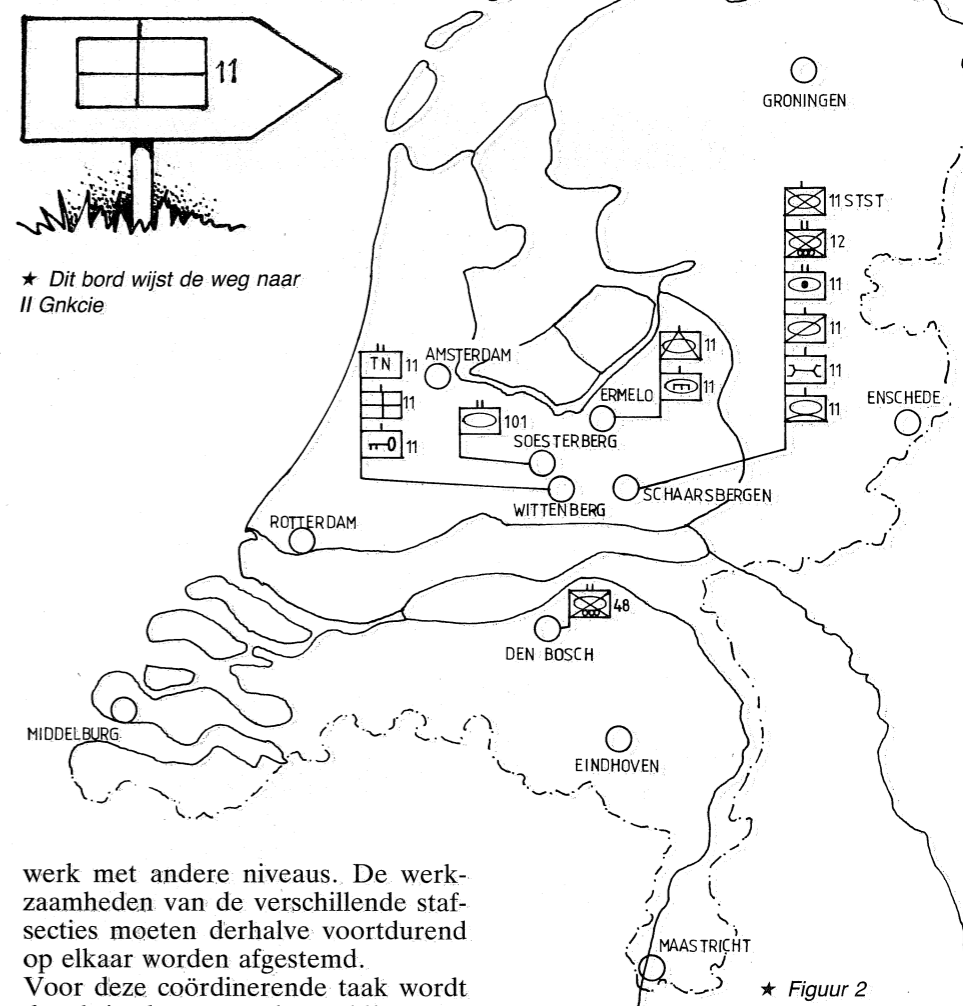 11
★ Dit bord wijst de weg naar
11 Gnkcie
GRONINGEN
11 STST
12
11
11
11
11
ENSCHEDE
TN 11
11
11
AMSTERDAM
101
11
11
ERMELO
SOESTERBERG
WITTENBERG
SCHAARSBERGEN
ROTTERDAM
48
DEN BOSCH
MIDDELBURG
EINDHOVEN
MAASTRICHT
★ Figuur 2
werk met andere niveaus. De werk-
zaamheden van de verschillende staf-
secties moeten derhalve voortdurend
op elkaar worden afgestemd.
Voor deze coördinerende taak wordt